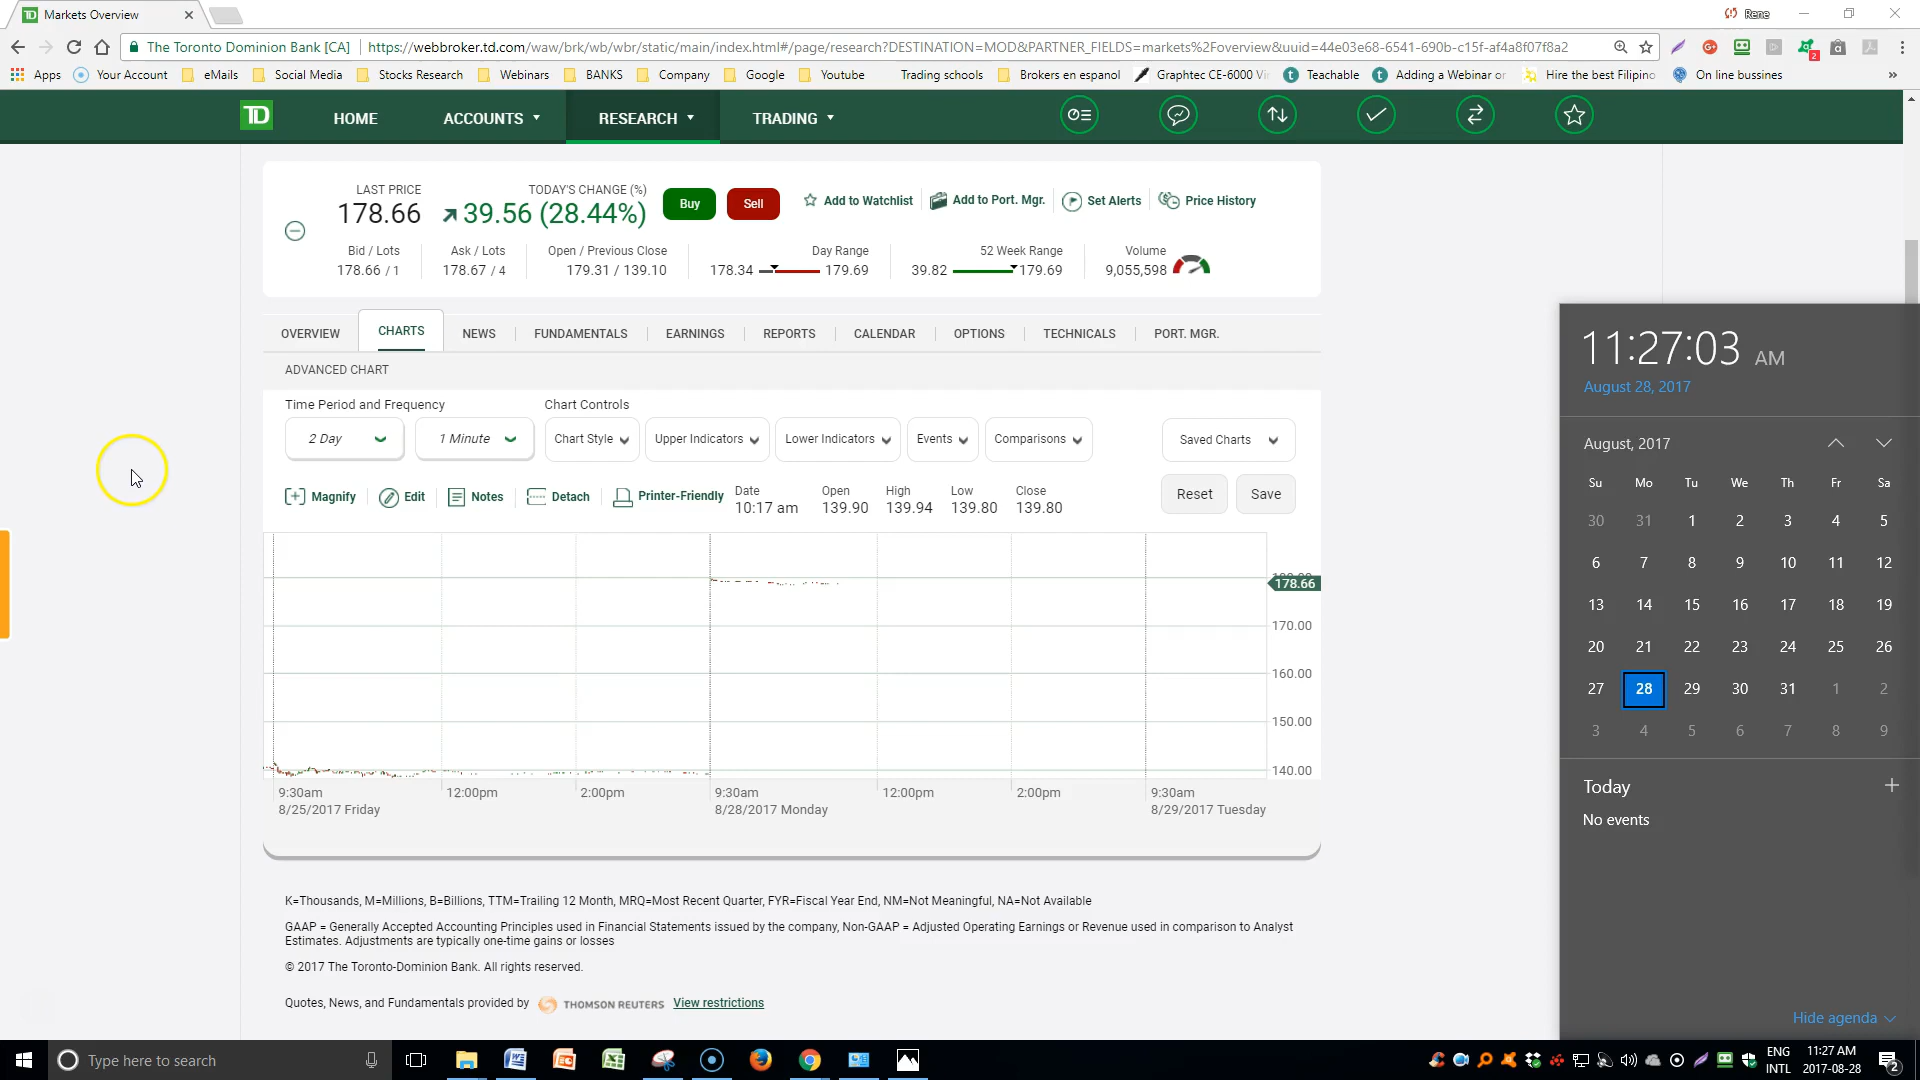 Markets Overview
Rene
The Toronto Dominion Bank [CA]
https://webbroker.td.com/waw/brk/wb/wbr/static/main/index.html#/page/research?DESTINATION=MOD&PARTNER_FIELDS=markets%2Foverview&uuid=44e03e68-6541-690b-c15f-af4a8f07f8a2
2
Apps Your Account eMails Social Media Stocks Research Webinars BANKS Company Google Youtube Trading schools Brokers en espanol Graphtec CE-6000 Vi Teachable Adding a Webinar or Hire the best Filipino On line bussines »
TD HOME ACCOUNTS RESEARCH TRADING
LAST PRICE
178.66
TODAY'S CHANGE (%)
39.56 (28.44%)
Buy Sell
Add to Watchlist Add to Port. Mgr. Set Alerts Price History
Bid / Lots
178.66 / 1
Ask / Lots
178.67 / 4
Open / Previous Close
179.31 / 139.10
Day Range
178.34 179.69
52 Week Range
39.82 179.69
Volume
9,055,598
OVERVIEW CHARTS NEWS FUNDAMENTALS EARNINGS REPORTS CALENDAR OPTIONS TECHNICALS PORT. MGR.
ADVANCED CHART
Time Period and Frequency
2 Day 1 Minute
Chart Controls
Chart Style Upper Indicators Lower Indicators Events Comparisons
Saved Charts
Magnify Edit Notes Detach Printer-Friendly
Date
10:17 am
Open
139.90
High
139.94
Low
139.80
Close
139.80
Reset Save
178.66
170.00
160.00
150.00
140.00
9:30am 12:00pm 2:00pm 9:30am 12:00pm 2:00pm 9:30am
8/25/2017 Friday 8/28/2017 Monday 8/29/2017 Tuesday
K=Thousands, M=Millions, B=Billions, TTM=Trailing 12 Month, MRQ=Most Recent Quarter, FYR=Fiscal Year End, NM=Not Meaningful, NA=Not Available
GAAP = Generally Accepted Accounting Principles used in Financial Statements issued by the company, Non-GAAP = Adjusted Operating Earnings or Revenue used in comparison to Analyst
Estimates. Adjustments are typically one-time gains or losses
© 2017 The Toronto-Dominion Bank. All rights reserved.
Quotes, News, and Fundamentals provided by THOMSON REUTERS View restrictions
11:27:03 AM
August 28, 2017
August, 2017
Su Mo Tu We Th Fr Sa
30 31 1 2 3 4 5
6 7 8 9 10 11 12
13 14 15 16 17 18 19
20 21 22 23 24 25 26
27 28 29 30 31 1 2
3 4 5 6 7 8 9
Today
No events
Hide agenda
Type here to search
ENG
INTL
11:27 AM
2017-08-28
2